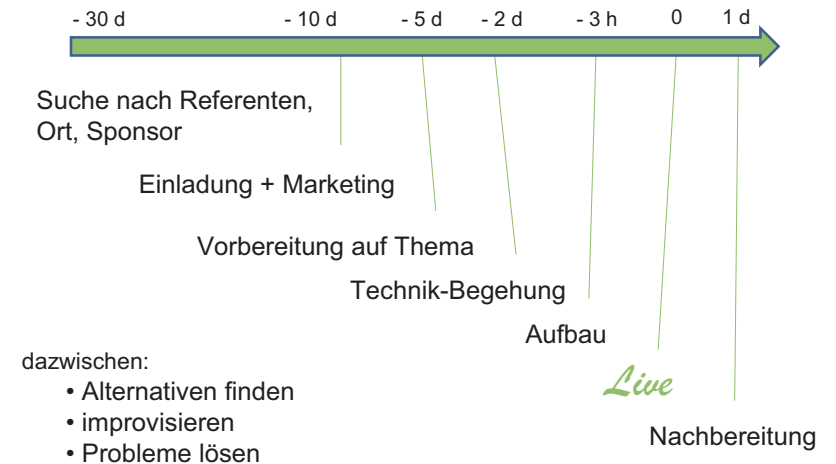 - 30 d - 10 d - 5 d - 2 d - 3 h 0 1 d
Suche nach Referenten,
Ort, Sponsor
Einladung + Marketing
Vorbereitung auf Thema
Technik-Begehung
Aufbau
Live
Nachbereitung
dazwischen:
• Alternativen finden
• improvisieren
• Probleme lösen